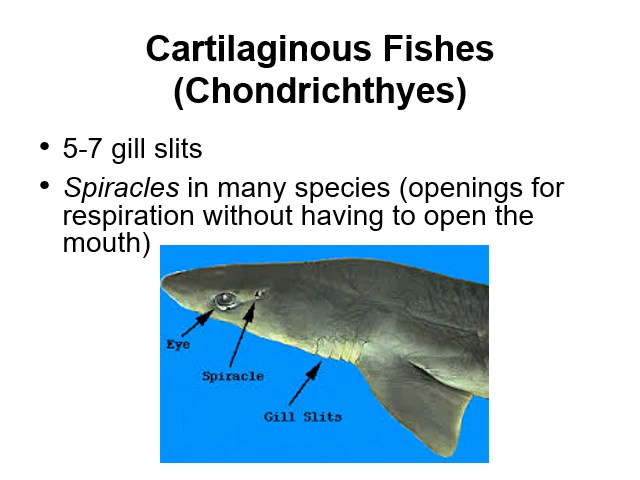 Cartilaginous Fishes
(Chondrichthyes)
• 5-7 gill slits
• Spiracles in many species (openings for
respiration without having to open the
mouth)
Eye
Spiracle
Gill Slits